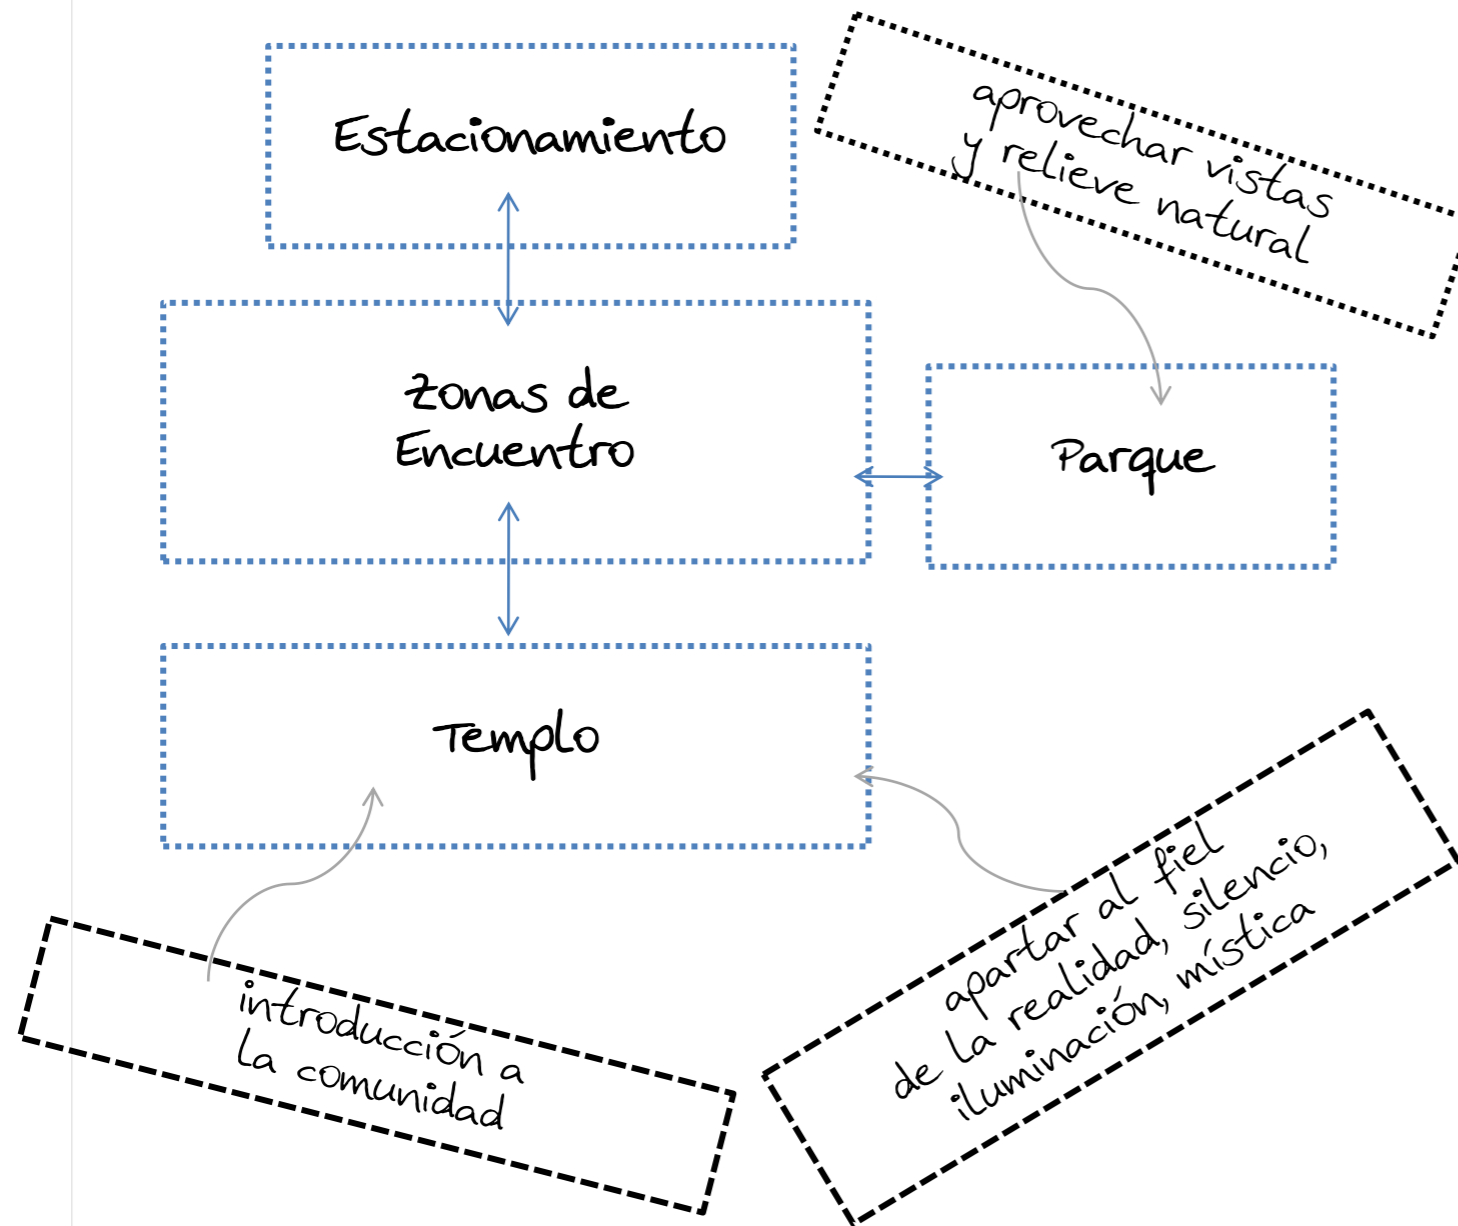 Estacionamiento
aprovechar vistas
y relieve natural
Zonas de
Encuentro
Parque
Templo
apartar al fiel
de la realidad, silencio,
iluminación, mística
introducción a
la comunidad